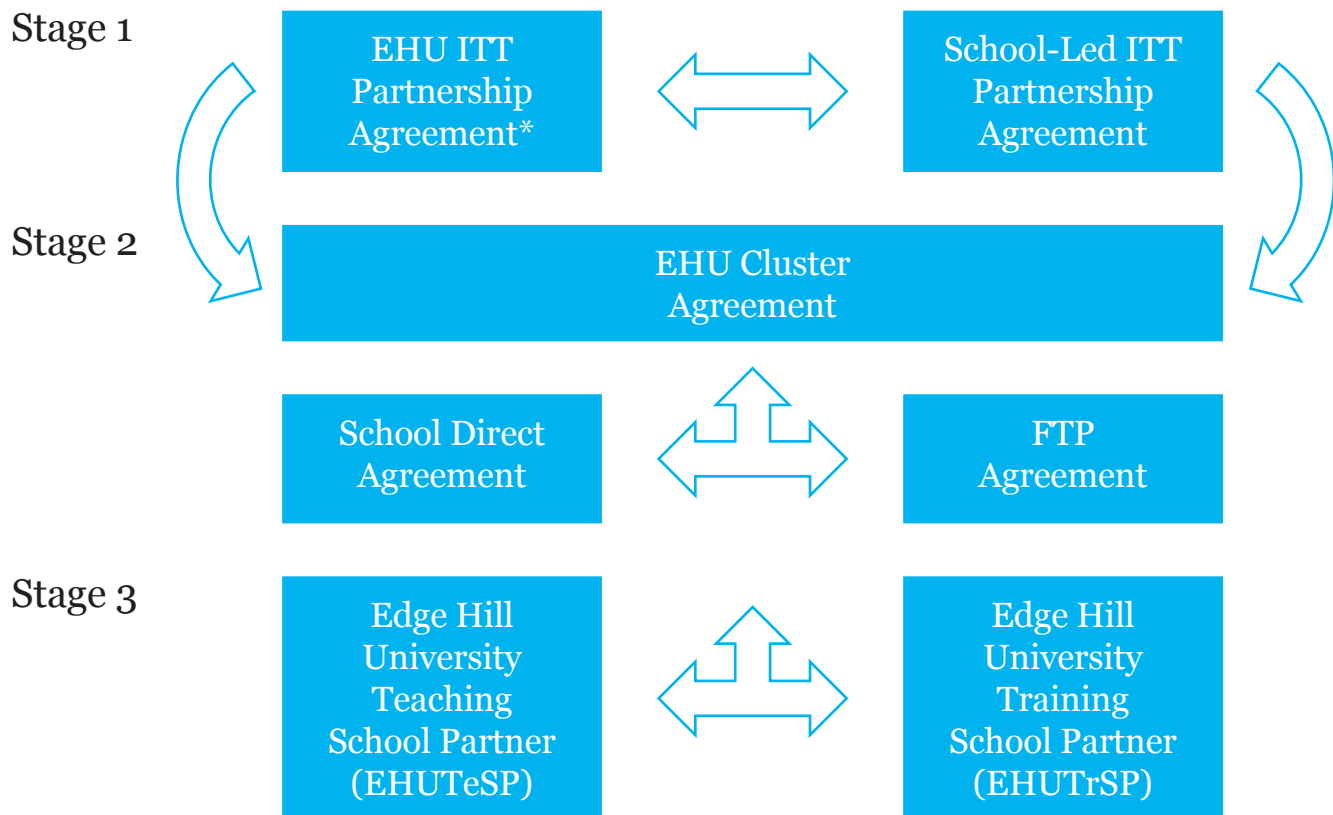 Stage 1
EHU ITT
Partnership
Agreement*
School-Led ITT
Partnership
Agreement
Stage 2
EHU Cluster
Agreement
School Direct
Agreement
FTP
Agreement
Stage 3
Edge Hill
University
Teaching
School Partner
(EHUTeSP)
Edge Hill
University
Training
School Partner
(EHUTrSP)